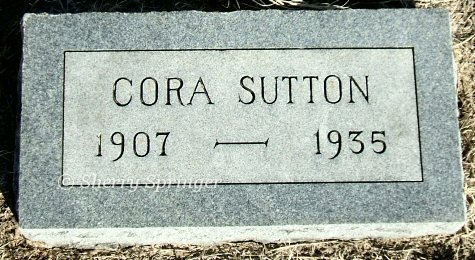 CORA SUTTON
1907 — 1935
© Sherry Springer